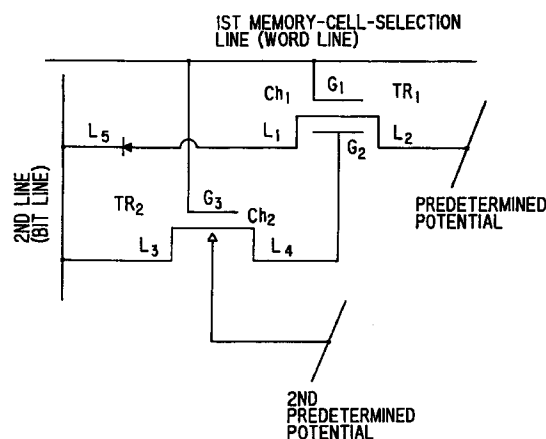 1ST MEMORY-CELL-SELECTION
LINE (WORD LINE)
G1
Ch1
TR1
L5
L1
G2
L2
2ND LINE
(BIT LINE)
TR2
G3
Ch2
PREDETERMINED
POTENTIAL
L3
L4
2ND
PREDETERMINED
POTENTIAL